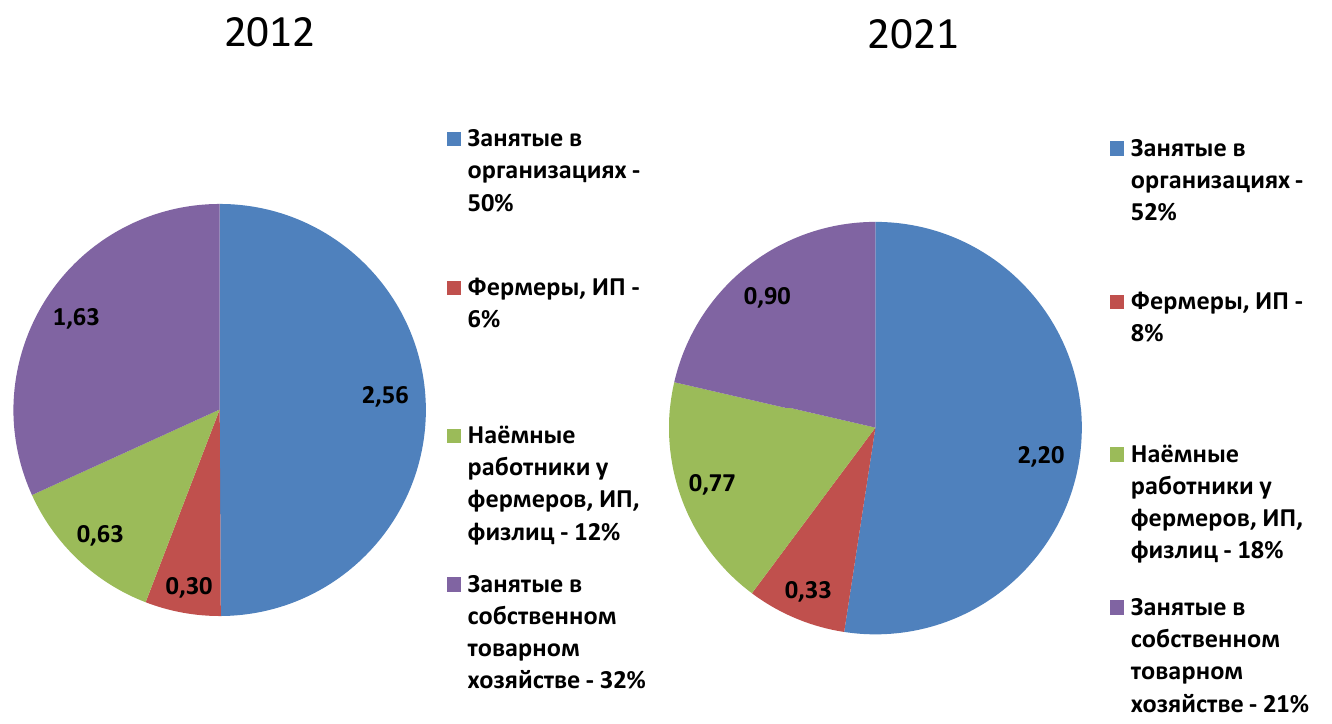 2012
Занятые в
организациях -
50%
Фермеры, ИП -
6%
Наёмные
работники у
фермеров, ИП,
физлиц - 12%
Занятые в
собственном
товарном
хозяйстве - 32%
1,63
2,56
0,63
0,30
2021
Занятые в
организациях -
52%
Фермеры, ИП -
8%
Наёмные
работники у
фермеров, ИП,
физлиц - 18%
Занятые в
собственном
товарном
хозяйстве - 21%
0,90
2,20
0,77
0,33